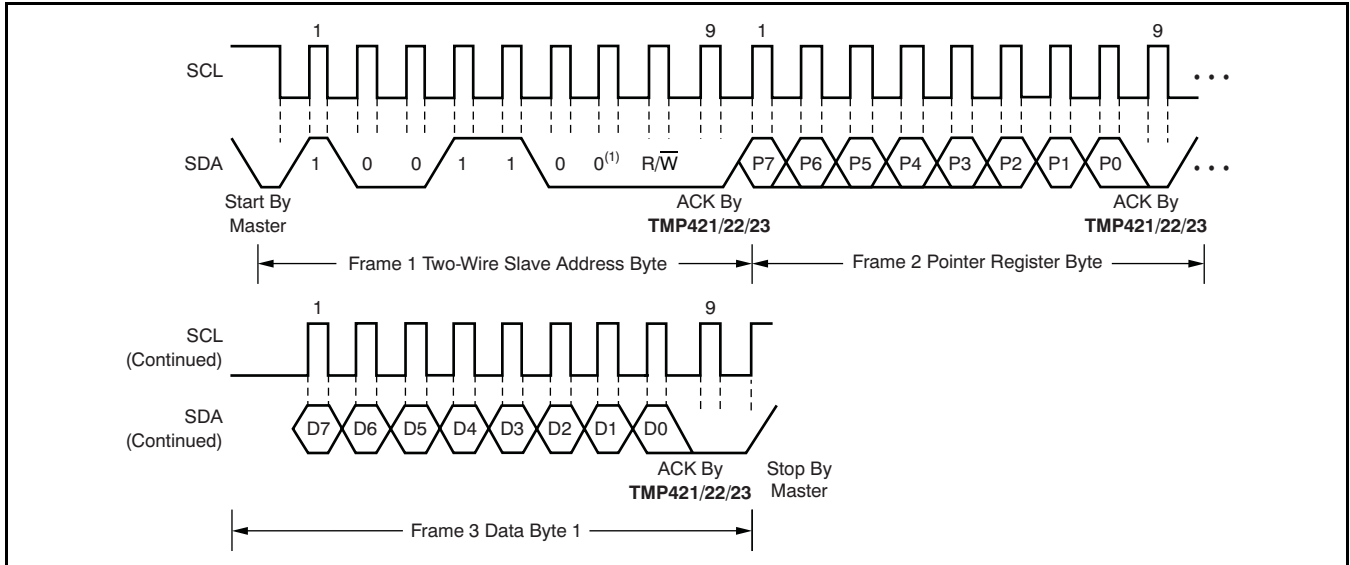 1 9 1 9
SCL
SDA 1 0 0 1 1 0 0(1) R/W̅ P7 P6 P5 P4 P3 P2 P1 P0
Start By Master
ACK By TMP421/22/23
ACK By TMP421/22/23
Frame 1 Two-Wire Slave Address Byte
Frame 2 Pointer Register Byte
1 9
SCL (Continued)
SDA (Continued) D7 D6 D5 D4 D3 D2 D1 D0
ACK By TMP421/22/23
Stop By Master
Frame 3 Data Byte 1